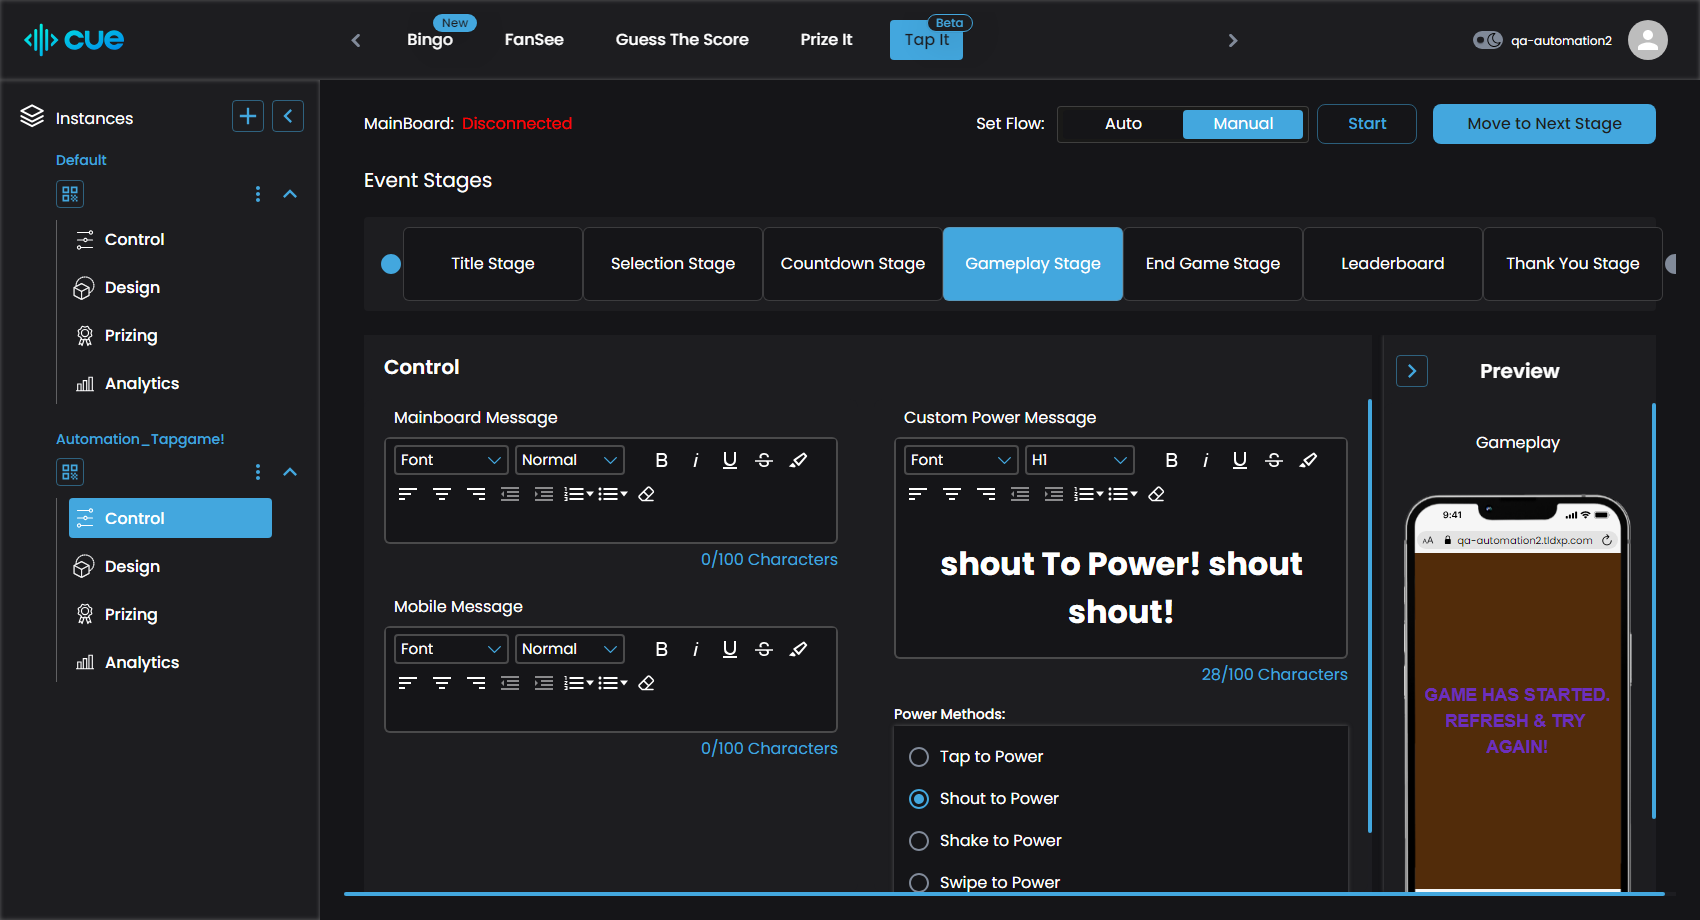 cue
New
Bingo
FanSee
Guess The Score
Prize It
Beta
Tap It
qa-automation2
Instances
Default
Control
Design
Prizing
Analytics
Automation_Tapgame!
Control
Design
Prizing
Analytics
MainBoard: Disconnected
Set Flow:
Auto
Manual
Start
Move to Next Stage
Event Stages
Title Stage
Selection Stage
Countdown Stage
Gameplay Stage
End Game Stage
Leaderboard
Thank You Stage
Control
Mainboard Message
Font
Normal
B i U S
0/100 Characters
Mobile Message
Font
Normal
B i U S
0/100 Characters
Custom Power Message
Font
H1
B i U S
shout To Power! shout
shout!
28/100 Characters
Power Methods:
Tap to Power
Shout to Power
Shake to Power
Swipe to Power
Preview
Gameplay
9:41
AA qa-automation2.tldxp.com
GAME HAS STARTED.
REFRESH & TRY
AGAIN!